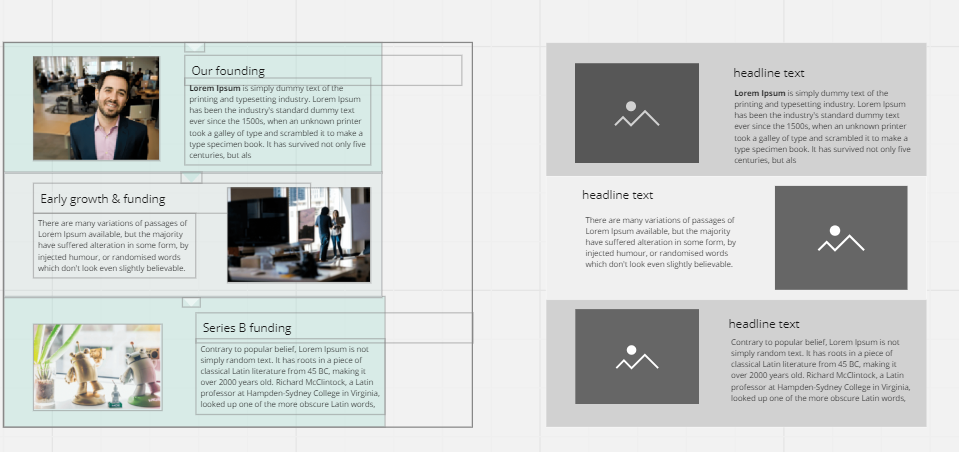 Our founding
Lorem Ipsum is simply dummy text of the
printing and typesetting industry. Lorem Ipsum
has been the industry's standard dummy text
ever since the 1500s, when an unknown printer
took a galley of type and scrambled it to make a
type specimen book. It has survived not only five
centuries, but als
Early growth & funding
There are many variations of passages of
Lorem Ipsum available, but the majority
have suffered alteration in some form, by
injected humour, or randomised words
which don't look even slightly believable.
Series B funding
Contrary to popular belief, Lorem Ipsum is not
simply random text. It has roots in a piece of
classical Latin literature from 45 BC, making it
over 2000 years old. Richard McClintock, a Latin
professor at Hampden-Sydney College in Virginia,
looked up one of the more obscure Latin words,
headline text
Lorem Ipsum is simply dummy text of the
printing and typesetting industry. Lorem Ipsum
has been the industry's standard dummy text
ever since the 1500s, when an unknown printer
took a galley of type and scrambled it to make a
type specimen book. It has survived not only five
centuries, but als
headline text
There are many variations of passages of
Lorem Ipsum available, but the majority
have suffered alteration in some form, by
injected humour, or randomised words
which don't look even slightly believable.
headline text
Contrary to popular belief, Lorem Ipsum is not
simply random text. It has roots in a piece of
classical Latin literature from 45 BC, making it
over 2000 years old. Richard McClintock, a Latin
professor at Hampden-Sydney College in Virginia,
looked up one of the more obscure Latin words,